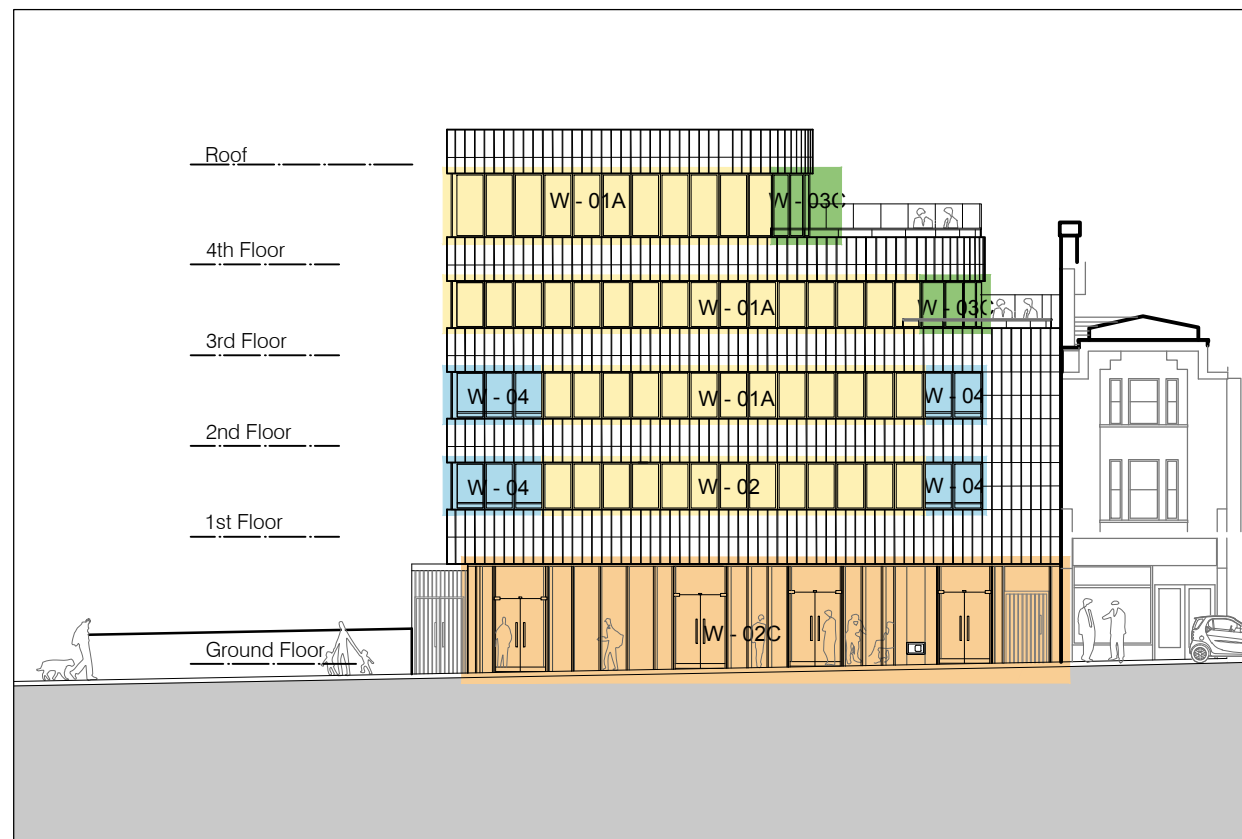 Roof
W - 01A
W - 03C
4th Floor
W - 01A
W - 03C
3rd Floor
W - 04
W - 01A
W - 04
2nd Floor
W - 04
W - 02
W - 04
1st Floor
W - 02C
Ground Floor